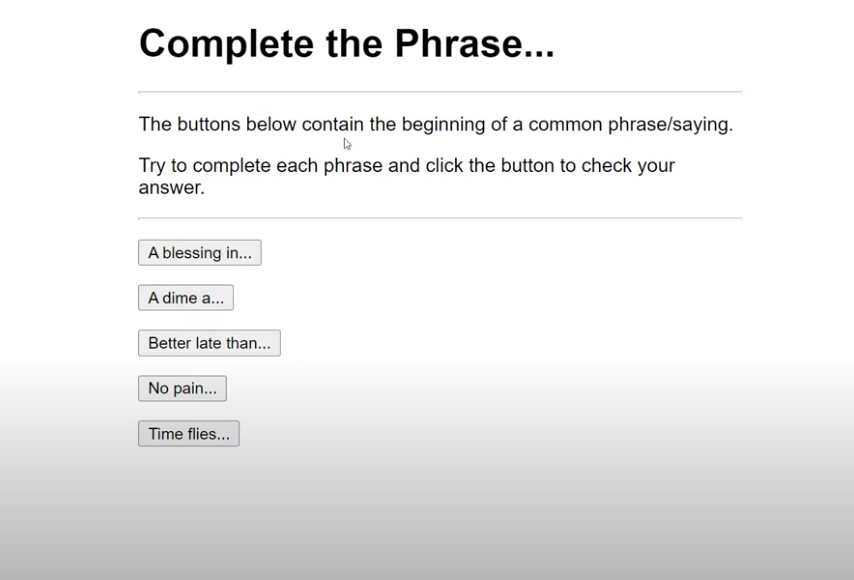 Complete the Phrase...
The buttons below contain the beginning of a common phrase/saying.
Try to complete each phrase and click the button to check your
answer.
A blessing in...
A dime a...
Better late than...
No pain...
Time flies...